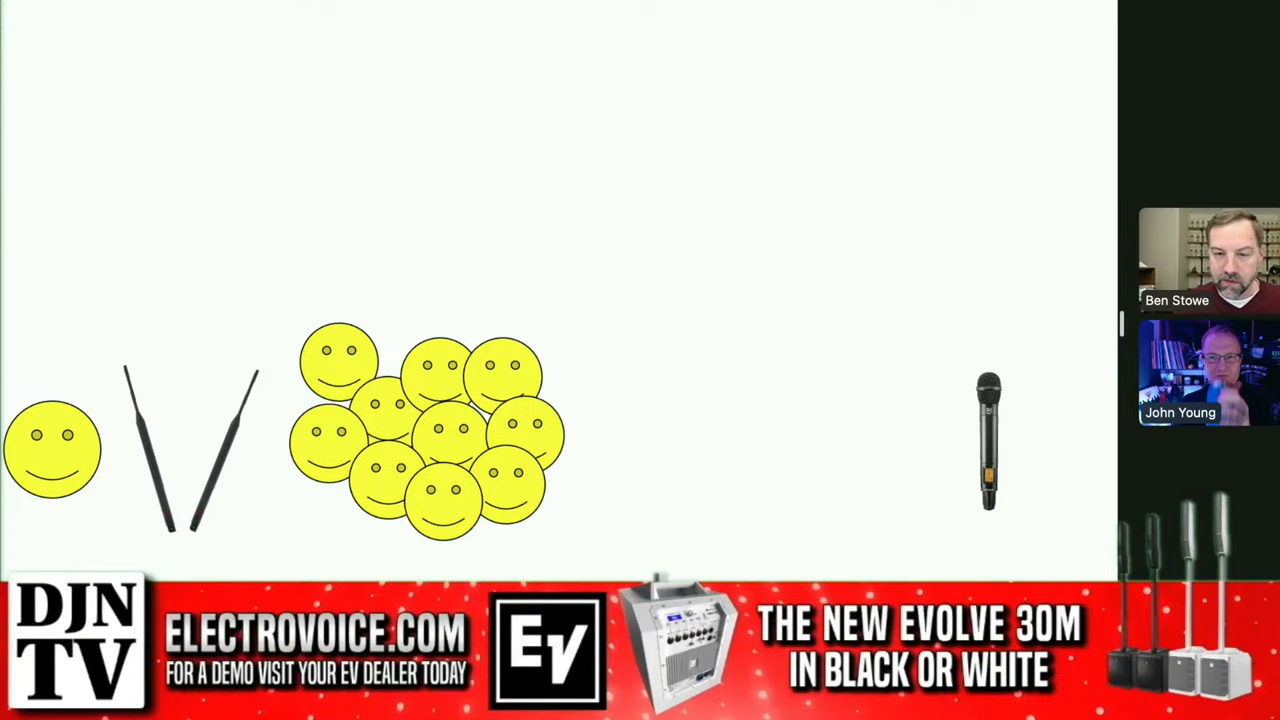 Ben Stowe
John Young
DJN
TV
ELECTROVOICE.COM
FOR A DEMO VISIT YOUR EV DEALER TODAY
EV
THE NEW EVOLVE 30M
IN BLACK OR WHITE